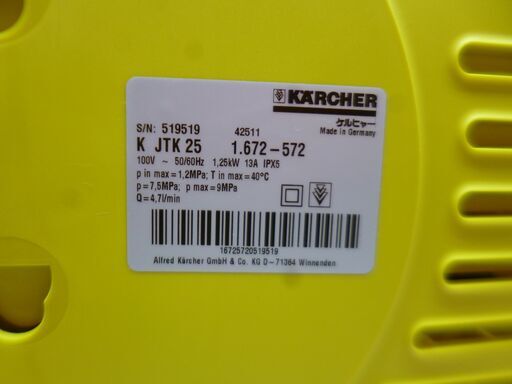 KÄRCHER
ケルヒャー
Made in Germany
S/N: 519519 42511
K JTK 25 1.672-572
100V ~ 50/60Hz 1,25kW 13A IPX5
p in max = 1,2MPa; T in max = 40°C
p = 7,5MPa; p max = 9MPa
Q = 4,7l/min
16725720519519
Alfred Kärcher GmbH & Co. KG D-71364 Winnenden